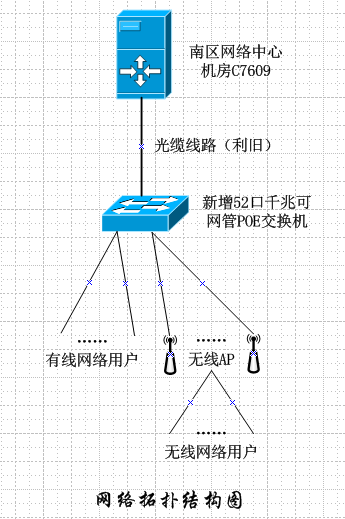 南区网络中心
机房C7609
光缆线路（利旧）
新增52口千兆可
网管POE交换机
......
......
有线网络用户
无线AP
......
无线网络用户
网络拓扑结构图